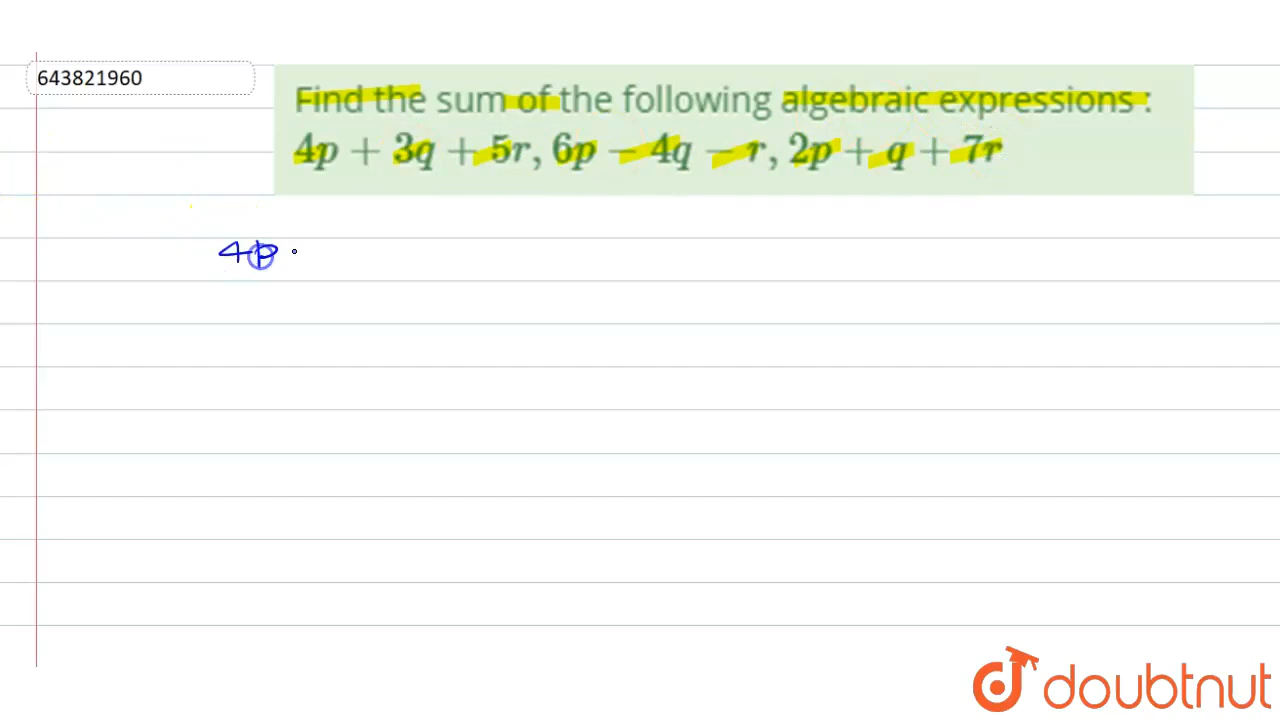 643821960
Find the sum of the following algebraic expressions :
4p + 3q + 5r, 6p − 4q − r, 2p + q + 7r
4p
doubtnut